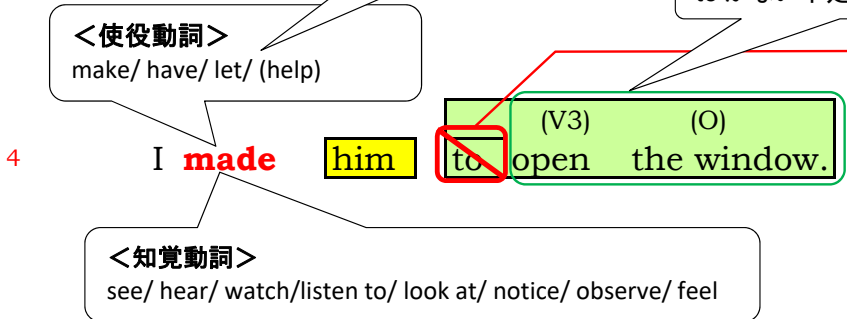 ＜使役動詞＞
make/ have/ let/ (help)
(V3) (O)
4 I made him to open the window.
＜知覚動詞＞
see/ hear/ watch/listen to/ look at/ notice/ observe/ feel